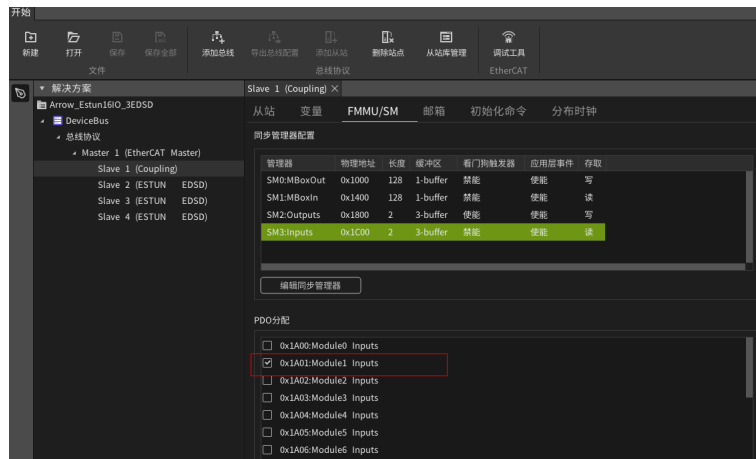 开始
新建 打开 保存 保存全部 添加总线 导出总线配置 添加从站 删除站点 从站库管理 调试工具
文件 总线协议 EtherCAT
解决方案
Arrow_Estun16IO_3EDSD
DeviceBus
总线协议
Master 1 (EtherCAT Master)
Slave 1 (Coupling)
Slave 2 (ESTUN EDSD)
Slave 3 (ESTUN EDSD)
Slave 4 (ESTUN EDSD)
Slave 1 (Coupling) ×
从站 变量 FMMU/SM 邮箱 初始化命令 分布时钟
同步管理器配置
管理器 物理地址 长度 缓冲区 看门狗触发器 应用层事件 存取
SM0:MBoxOut 0x1000 128 1-buffer 禁能 使能 写
SM1:MBoxIn 0x1400 128 1-buffer 禁能 使能 读
SM2:Outputs 0x1800 2 3-buffer 使能 使能 写
SM3:Inputs 0x1C00 2 3-buffer 禁能 使能 读
编辑同步管理器
PDO分配
0x1A00:Module0 Inputs
0x1A01:Module1 Inputs
0x1A02:Module2 Inputs
0x1A03:Module3 Inputs
0x1A04:Module4 Inputs
0x1A05:Module5 Inputs
0x1A06:Module6 Inputs